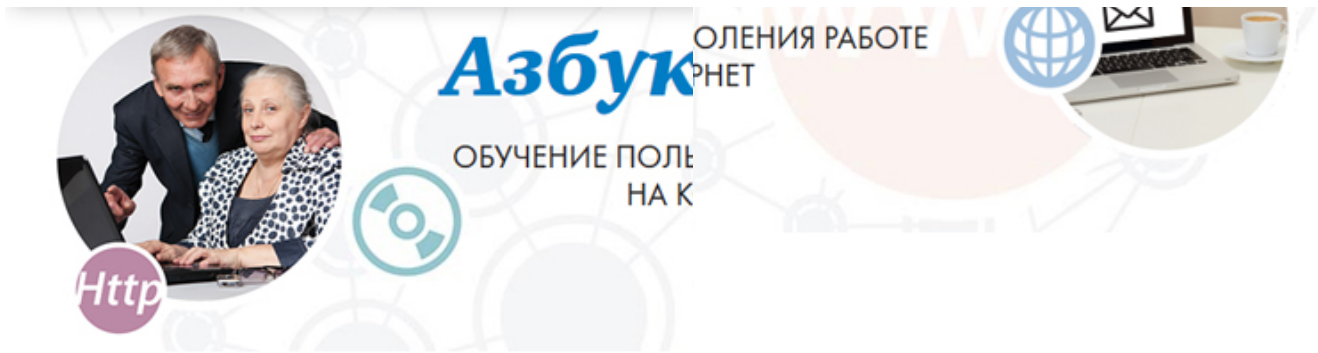 Азбук
ОБУЧЕНИЕ ПОЛЬ
НА К
ОЛЕНИЯ РАБОТЕ
РНЕТ
Http